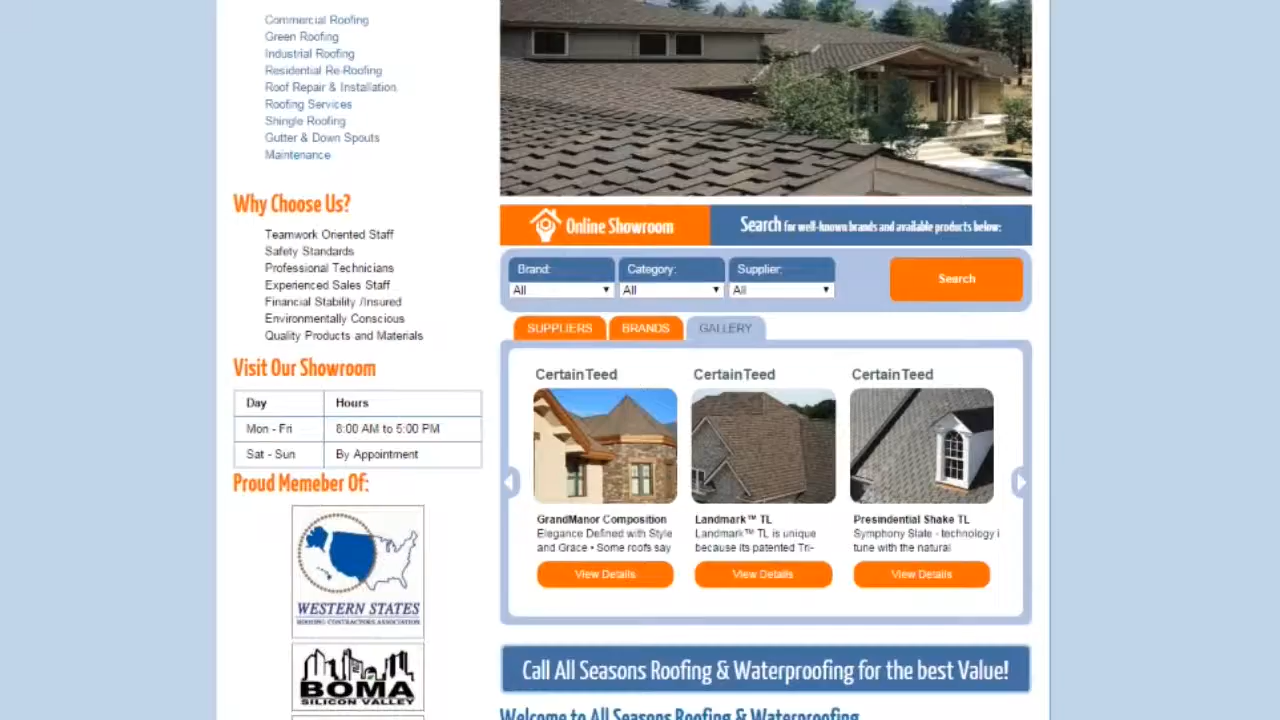 Commercial Roofing
Green Roofing
Industrial Roofing
Residential Re-Roofing
Roof Repair & Installation
Roofing Services
Shingle Roofing
Gutter & Down Spouts
Maintenance
Why Choose Us?
Teamwork Oriented Staff
Safety Standards
Professional Technicians
Experienced Sales Staff
Financial Stability /Insured
Environmentally Conscious
Quality Products and Materials
Visit Our Showroom
Day Hours
Mon - Fri 8:00 AM to 5:00 PM
Sat - Sun By Appointment
Proud Memeber Of:
WESTERN STATES
ROOFING CONTRACTORS ASSOCIATION
BOMA
SILICON VALLEY
Online Showroom
Search for well-known brands and available products below:
Brand: Category: Supplier:
All All All
Search
SUPPLIERS BRANDS GALLERY
CertainTeed CertainTeed CertainTeed
GrandManor Composition
Elegance Defined with Style
and Grace • Some roofs say
View Details
Landmark™ TL
Landmark™ TL is unique
because its patented Tri-
View Details
Presindential Shake TL
Symphony Slate - technology i
tune with the natural
View Details
Call All Seasons Roofing & Waterproofing for the best Value!
Welcome to All Seasons Roofing & Waterproofing